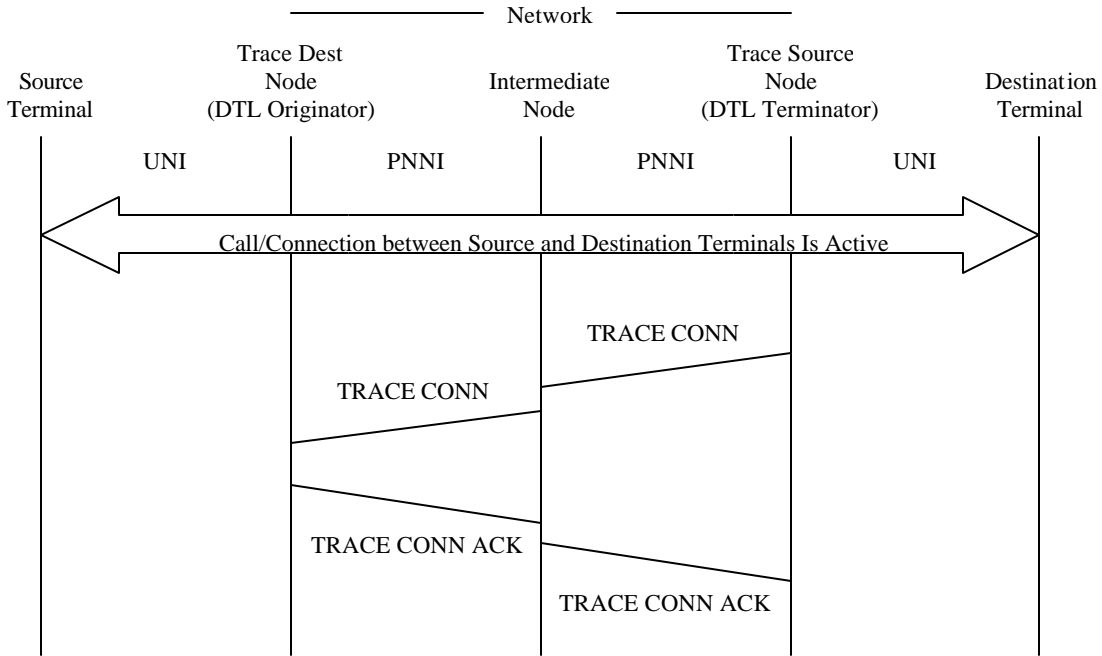 Network
Source
Terminal
Trace Dest
Node
(DTL Originator)
Intermediate
Node
Trace Source
Node
(DTL Terminator)
Destination
Terminal
UNI
PNNI
PNNI
UNI
Call/Connection between Source and Destination Terminals Is Active
TRACE CONN
TRACE CONN
TRACE CONN ACK
TRACE CONN ACK